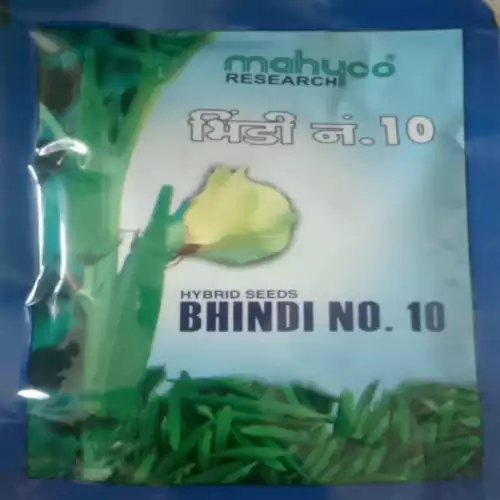 mahyco
RESEARCH
भिंडी नं.10
HYBRID SEEDS
BHINDI NO. 10